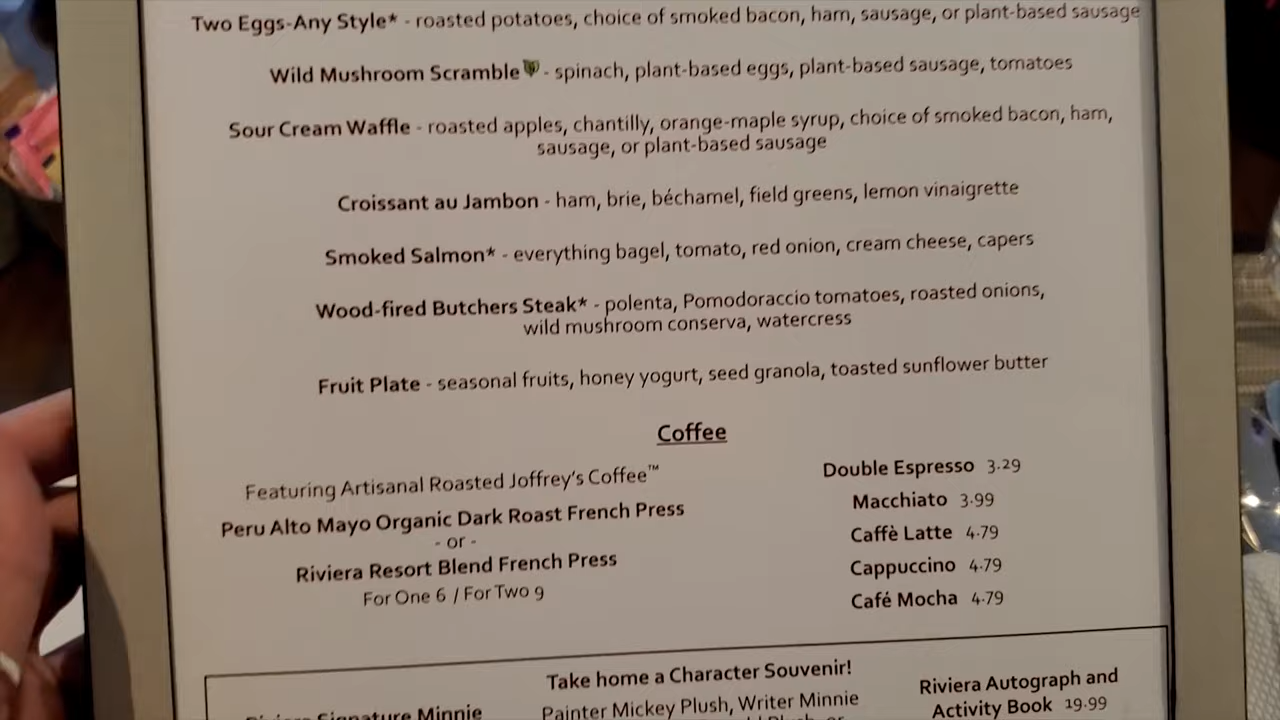 Two Eggs-Any Style* - roasted potatoes, choice of smoked bacon, ham, sausage, or plant-based sausage
Wild Mushroom Scramble - spinach, plant-based eggs, plant-based sausage, tomatoes
Sour Cream Waffle - roasted apples, chantilly, orange-maple syrup, choice of smoked bacon, ham,
sausage, or plant-based sausage
Croissant au Jambon - ham, brie, béchamel, field greens, lemon vinaigrette
Smoked Salmon* - everything bagel, tomato, red onion, cream cheese, capers
Wood-fired Butchers Steak* - polenta, Pomodoraccio tomatoes, roasted onions,
wild mushroom conserva, watercress
Fruit Plate - seasonal fruits, honey yogurt, seed granola, toasted sunflower butter
Coffee
Featuring Artisanal Roasted Joffrey's Coffee™
Peru Alto Mayo Organic Dark Roast French Press
- or -
Riviera Resort Blend French Press
For One 6 / For Two 9
Double Espresso 3.29
Macchiato 3.99
Caffè Latte 4.79
Cappuccino 4.79
Café Mocha 4.79
Take home a Character Souvenir!
Riviera Signature Minnie
Painter Mickey Plush, Writer Minnie
Plush, or
Riviera Autograph and
Activity Book 19.99